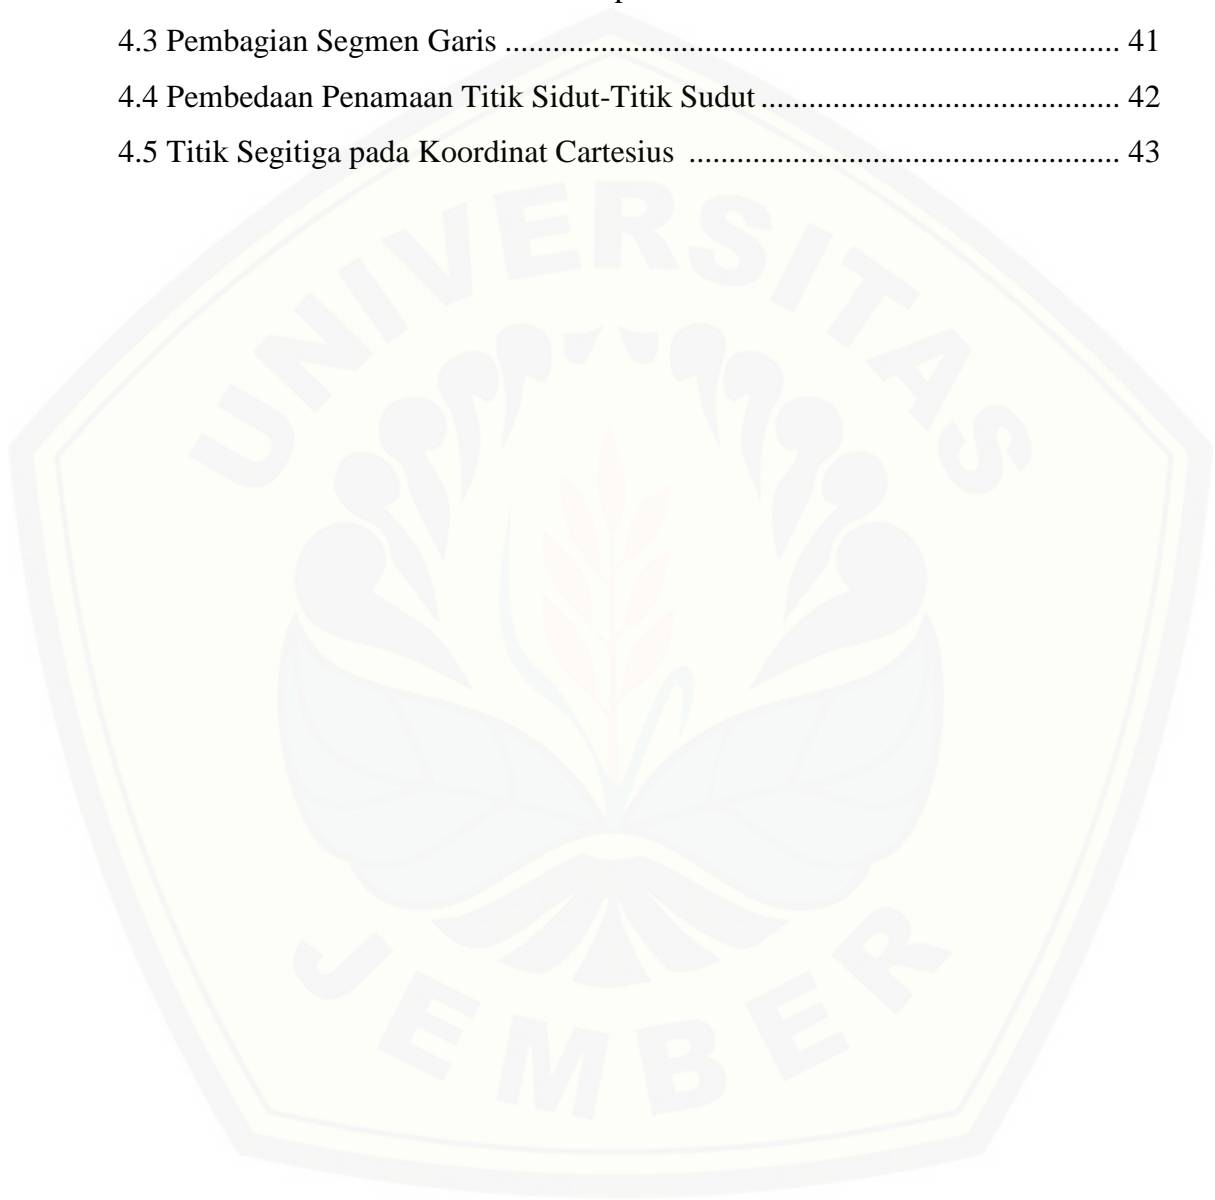 4.3 Pembagian Segmen Garis ............................................................................ 41
4.4 Pembedaan Penamaan Titik Sidut-Titik Sudut ............................................ 42
4.5 Titik Segitiga pada Koordinat Cartesius ..................................................... 43
UNIVERSITAS
JEMBER